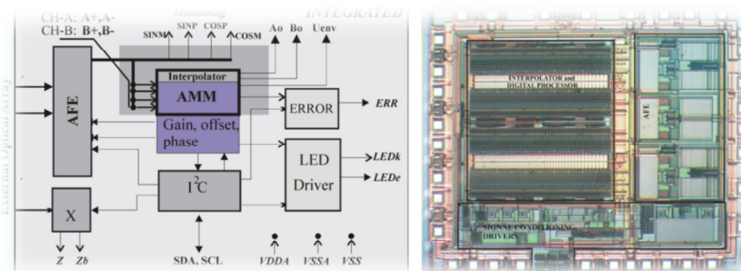 Monitoring
INTEGRATED
CH-A: A+,A-
CH-B: B+,B-
SINM
SINP
COSP
COSM
Ao
Bo
Uenv
External Optical Array
AFE
Interpolator
AMM
Gain, offset,
phase
ERROR
ERR
LED
Driver
LEDk
LEDe
I²C
X
Z
Zb
SDA, SCL
VDDA
VSSA
VSS
INTERPOLATOR and
DIGITAL PROCESSOR
AFE
SIGNAL CONDITIONING
DRIVERS